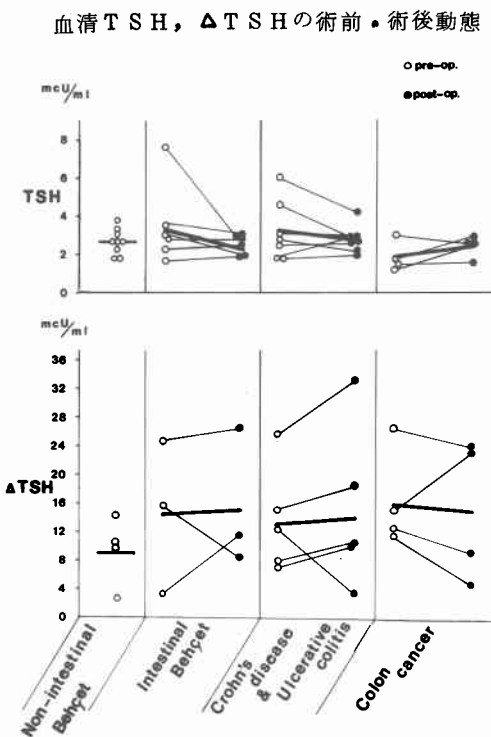 血清TSH，ΔTSHの術前・術後動態
○ pre-op.
●post-op.
mcU/ml
8
6
TSH
4
2
0
mcU/ml
36
32
28
24
20
ΔTSH
16
12
8
4
0
Non-intestinal
Behçet
Intestinal
Behçet
Crohn's
disease
&
Ulcerative
colitis
Colon
cancer